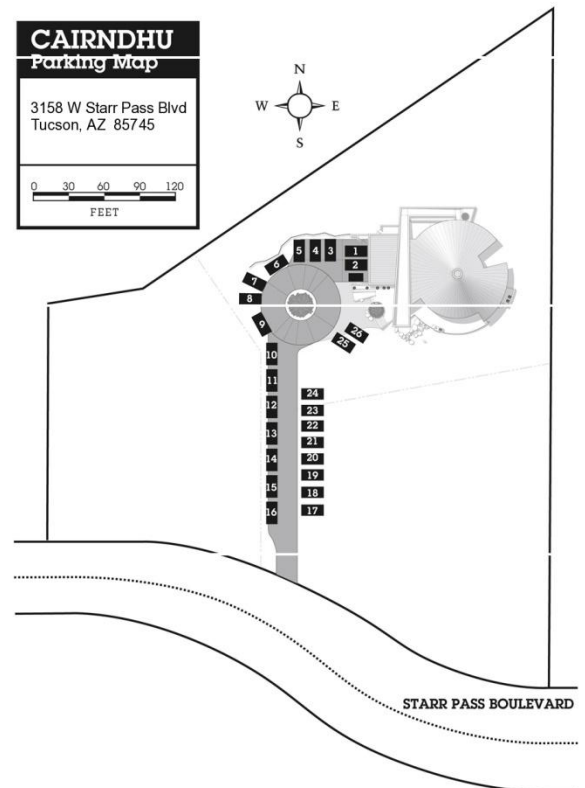 CAIRNDHU
Parking Map
3158 W Starr Pass Blvd
Tucson, AZ 85745
0 30 60 90 120
FEET
N
W E
S
5 4 3 1
2
6
7
8
9
26
25
10
11
12
13
14
15
16
24
23
22
21
20
19
18
17
STARR PASS BOULEVARD